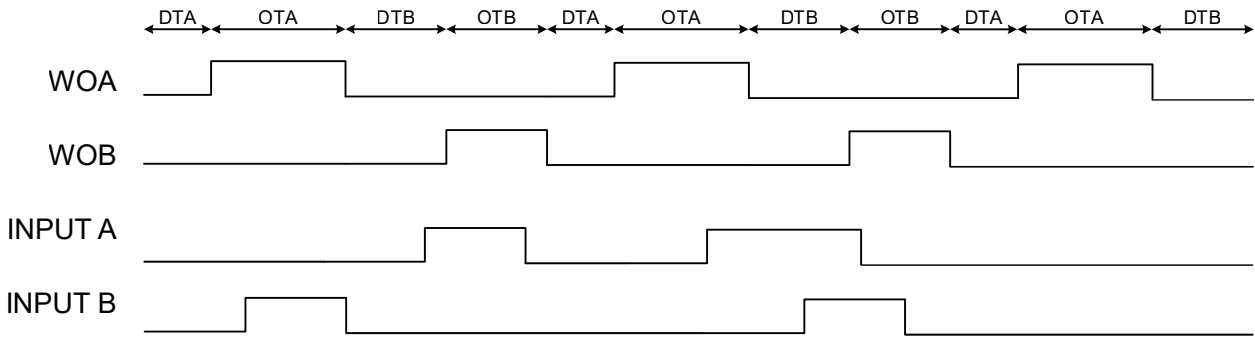 DTA OTA DTB OTB DTA OTA DTB OTB DTA OTA DTB
WOA
WOB
INPUT A
INPUT B